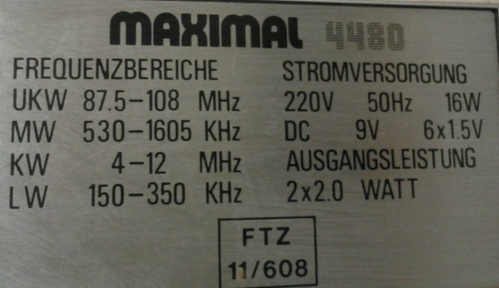 MAXIMAL 4480
FREQUENZBEREICHE
UKW 87.5-108 MHz
MW 530-1605 KHz
KW 4-12 MHz
LW 150-350 KHz
STROMVERSORGUNG
220V 50Hz 16W
DC 9V 6x1.5V
AUSGANGSLEISTUNG
2x2.0 WATT
FTZ
11/608